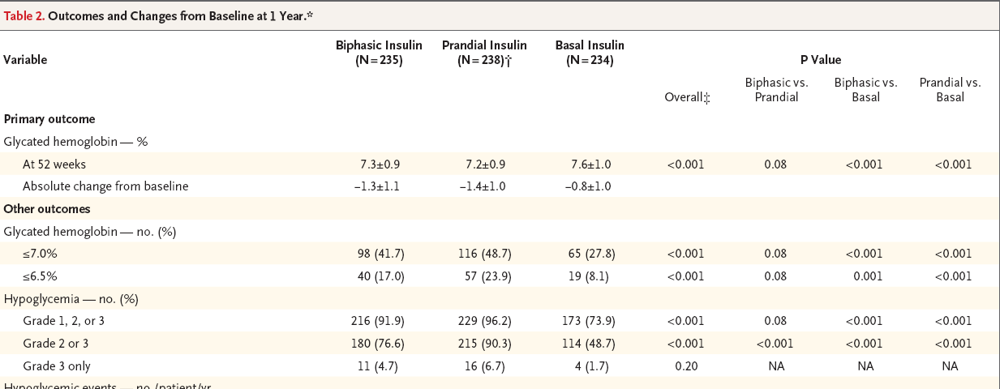 Table 2. Outcomes and Changes from Baseline at 1 Year.*
Variable Biphasic Insulin (N=235) Prandial Insulin (N=238)† Basal Insulin (N=234) P Value
Overall‡ Biphasic vs. Prandial Biphasic vs. Basal Prandial vs. Basal
Primary outcome
Glycated hemoglobin — %
At 52 weeks 7.3±0.9 7.2±0.9 7.6±1.0 <0.001 0.08 <0.001 <0.001
Absolute change from baseline –1.3±1.1 –1.4±1.0 –0.8±1.0
Other outcomes
Glycated hemoglobin — no. (%)
≤7.0% 98 (41.7) 116 (48.7) 65 (27.8) <0.001 0.08 <0.001 <0.001
≤6.5% 40 (17.0) 57 (23.9) 19 (8.1) <0.001 0.08 0.001 <0.001
Hypoglycemia — no. (%)
Grade 1, 2, or 3 216 (91.9) 229 (96.2) 173 (73.9) <0.001 0.08 <0.001 <0.001
Grade 2 or 3 180 (76.6) 215 (90.3) 114 (48.7) <0.001 <0.001 <0.001 <0.001
Grade 3 only 11 (4.7) 16 (6.7) 4 (1.7) 0.20 NA NA NA
Hypoglycemic events — no./patient/yr